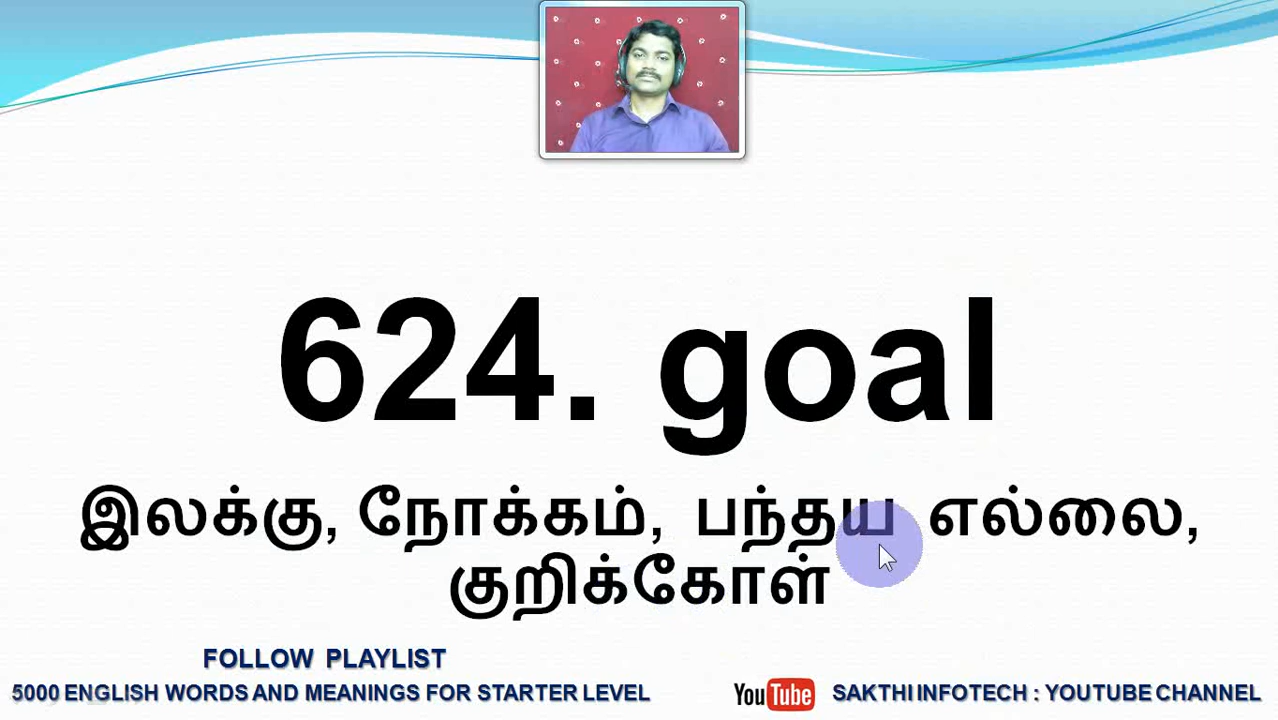 624. goal
இலக்கு, நோக்கம், பந்தய எல்லை,
குறிக்கோள்
FOLLOW PLAYLIST
5000 ENGLISH WORDS AND MEANINGS FOR STARTER LEVEL
YouTube SAKTHI INFOTECH : YOUTUBE CHANNEL